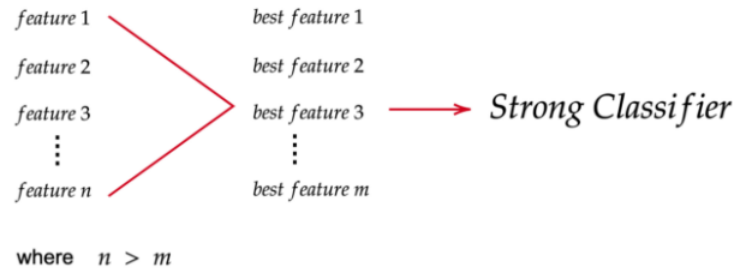 feature 1
feature 2
feature 3
feature n
best feature 1
best feature 2
best feature 3
best feature m
Strong Classifier
where n > m